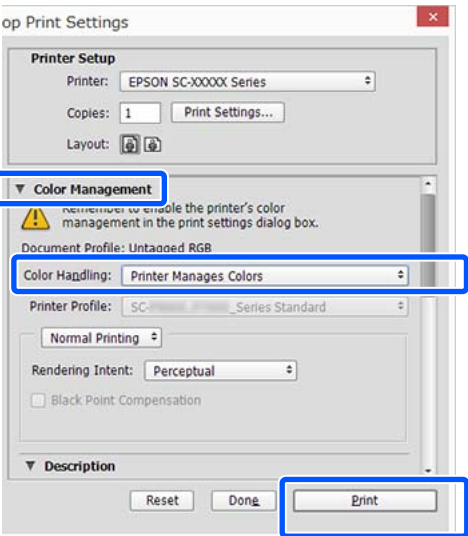 op Print Settings
Printer Setup
Printer: EPSON SC-XXXXX Series
Copies: 1 Print Settings...
Layout:
Color Management
Remember to enable the printer's color
management in the print settings dialog box.
Document Profile: Untagged RGB
Color Handling: Printer Manages Colors
Printer Profile: SC- _Series Standard
Normal Printing
Rendering Intent: Perceptual
Black Point Compensation
Description
Reset Done Print